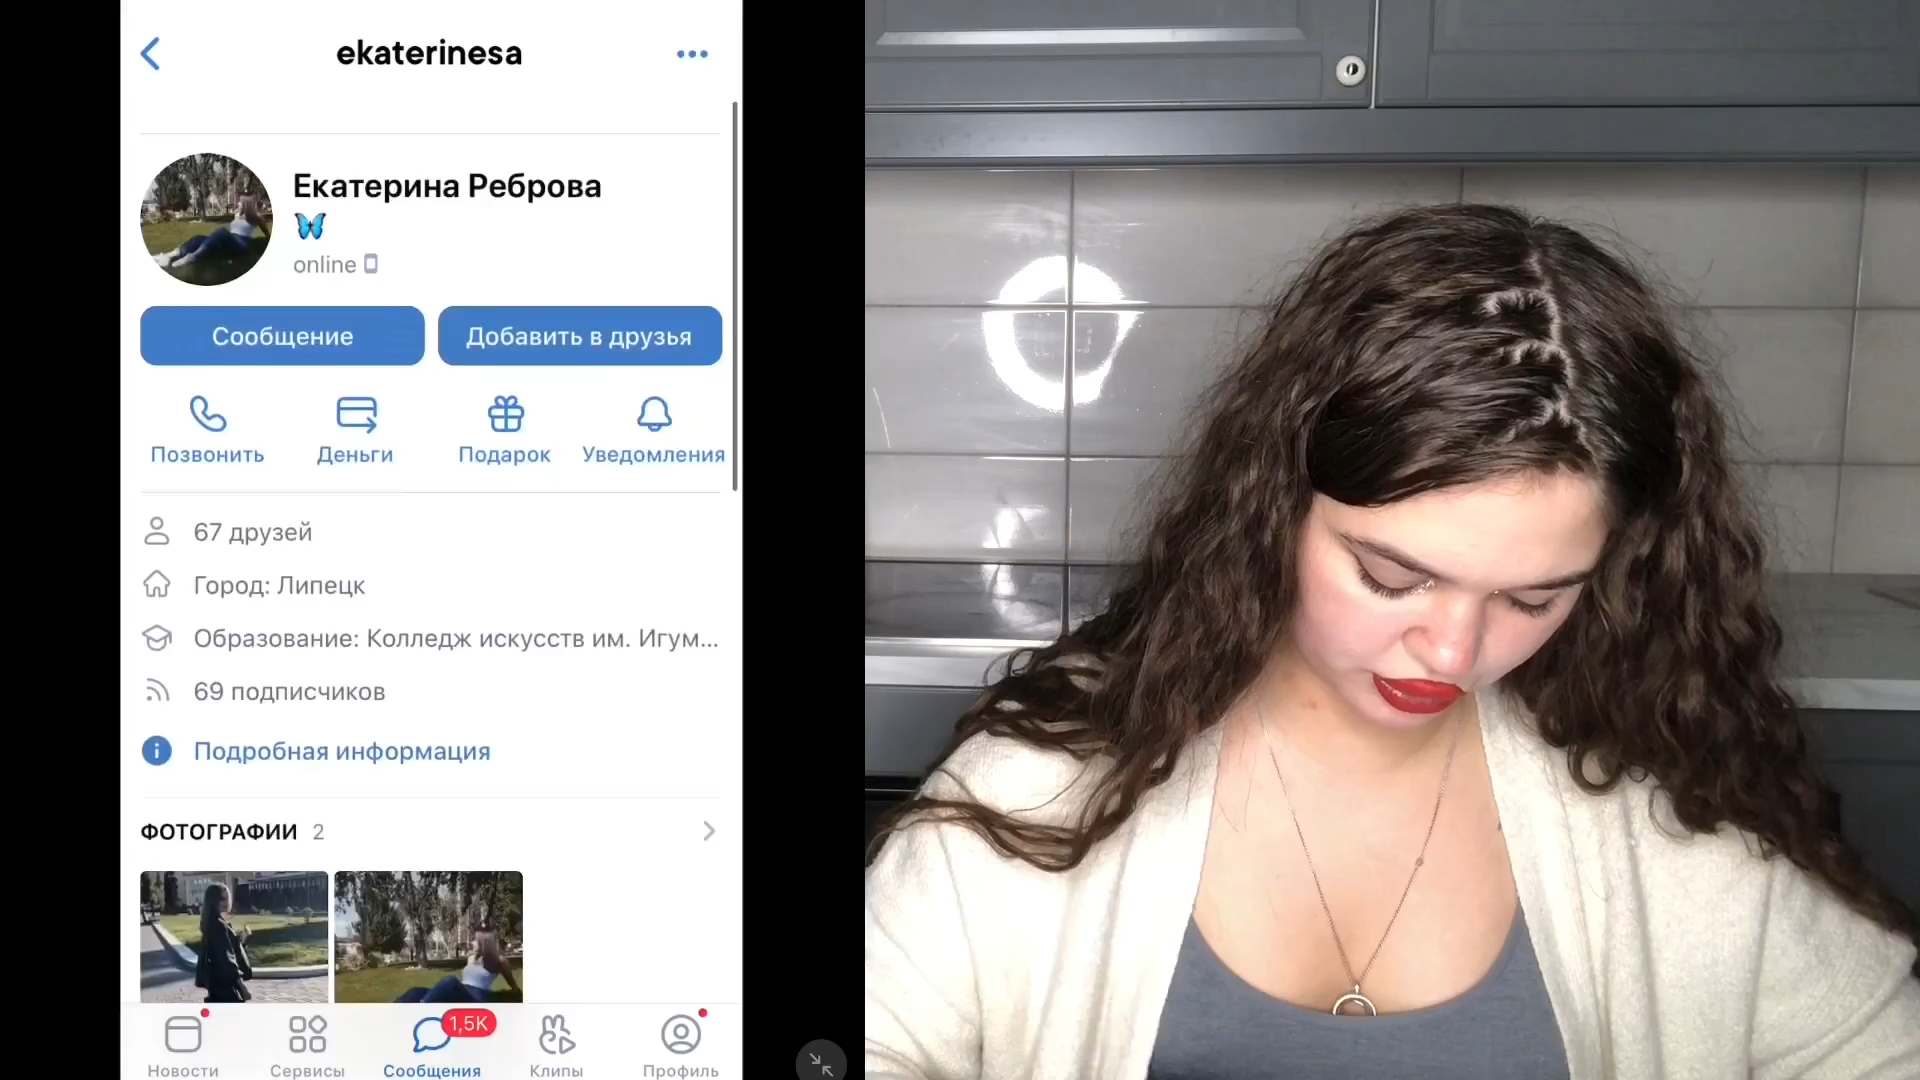 ekaterinesa
Екатерина Реброва
online
Сообщение
Добавить в друзья
Позвонить
Деньги
Подарок
Уведомления
67 друзей
Город: Липецк
Образование: Колледж искусств им. Игум...
69 подписчиков
Подробная информация
ФОТОГРАФИИ 2
1,5K
Новости
Сервисы
Сообщения
Клипы
Профиль